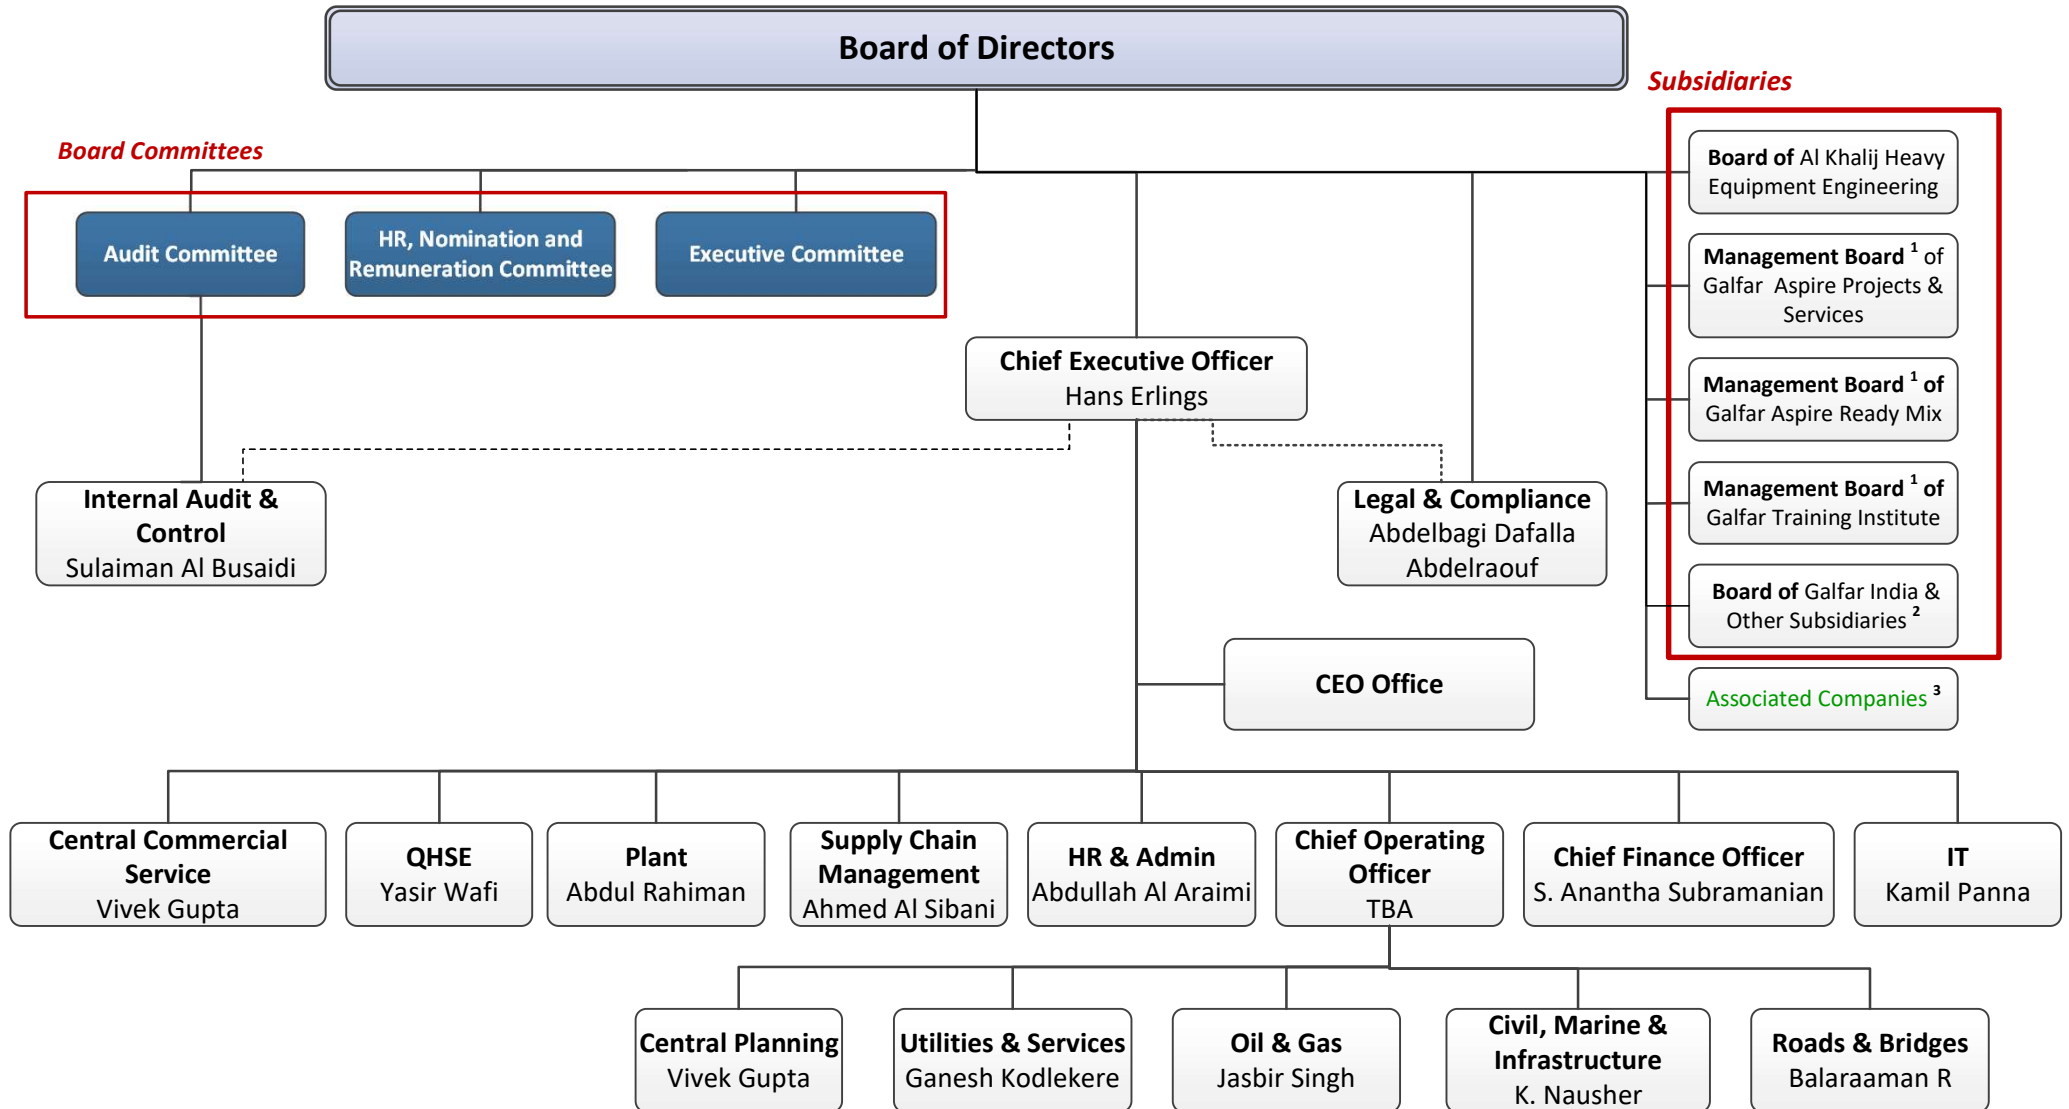 Board of Directors
Subsidiaries
Board Committees
Board of Al Khalij Heavy
Equipment Engineering
Audit Committee
HR, Nomination and
Remuneration Committee
Executive Committee
Management Board 1 of
Galfar Aspire Projects &
Services
Chief Executive Officer
Hans Erlings
Management Board 1 of
Galfar Aspire Ready Mix
Internal Audit &
Control
Sulaiman Al Busaidi
Legal & Compliance
Abdelbagi Dafalla
Abdelraouf
Management Board 1 of
Galfar Training Institute
Board of Galfar India &
Other Subsidiaries 2
CEO Office
Associated Companies 3
Central Commercial
Service
Vivek Gupta
QHSE
Yasir Wafi
Plant
Abdul Rahiman
Supply Chain
Management
Ahmed Al Sibani
HR & Admin
Abdullah Al Araimi
Chief Operating
Officer
TBA
Chief Finance Officer
S. Anantha Subramanian
IT
Kamil Panna
Central Planning
Vivek Gupta
Utilities & Services
Ganesh Kodlekere
Oil & Gas
Jasbir Singh
Civil, Marine &
Infrastructure
K. Nausher
Roads & Bridges
Balaraaman R